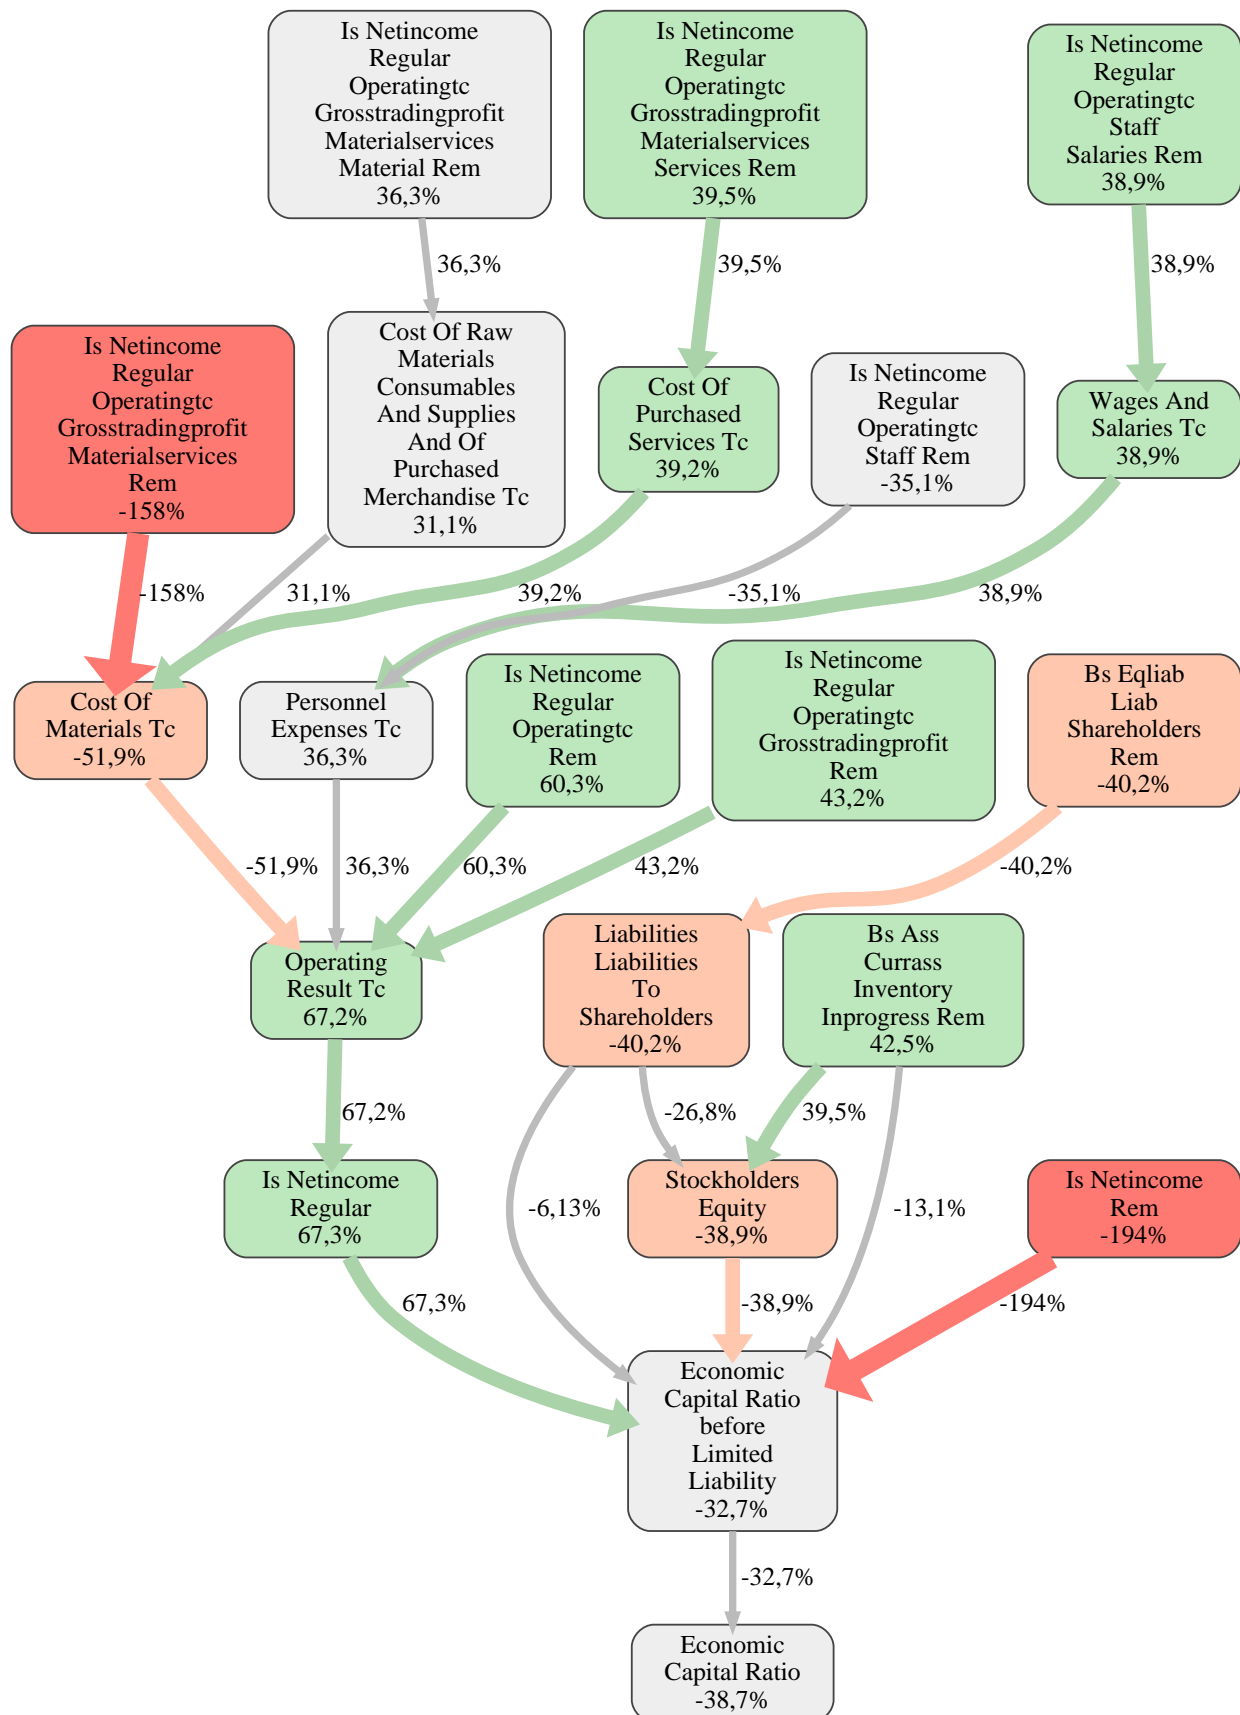 Is Netincome
Regular
Operatingtc
Grosstradingprofit
Materialservices
Material Rem
36,3%
Is Netincome
Regular
Operatingtc
Grosstradingprofit
Materialservices
Services Rem
39,5%
Is Netincome
Regular
Operatingtc
Staff
Salaries Rem
38,9%
36,3%
39,5%
38,9%
Is Netincome
Regular
Operatingtc
Grosstradingprofit
Materialservices
Rem
-158%
Cost Of Raw
Materials
Consumables
And Supplies
And Of
Purchased
Merchandise Tc
31,1%
Cost Of
Purchased
Services Tc
39,2%
Is Netincome
Regular
Operatingtc
Staff Rem
-35,1%
Wages And
Salaries Tc
38,9%
-158%
31,1%
39,2%
-35,1%
38,9%
Cost Of
Materials Tc
-51,9%
Personnel
Expenses Tc
36,3%
Is Netincome
Regular
Operatingtc
Rem
60,3%
Is Netincome
Regular
Operatingtc
Grosstradingprofit
Rem
43,2%
Bs Eqliab
Liab
Shareholders
Rem
-40,2%
-51,9%
36,3%
60,3%
43,2%
-40,2%
Operating
Result Tc
67,2%
Liabilities
Liabilities
To
Shareholders
-40,2%
Bs Ass
Currass
Inventory
Inprogress Rem
42,5%
67,2%
-26,8%
39,5%
Is Netincome
Regular
67,3%
-6,13%
Stockholders
Equity
-38,9%
-13,1%
Is Netincome
Rem
-194%
67,3%
-38,9%
-194%
Economic
Capital Ratio
before
Limited
Liability
-32,7%
-32,7%
Economic
Capital Ratio
-38,7%